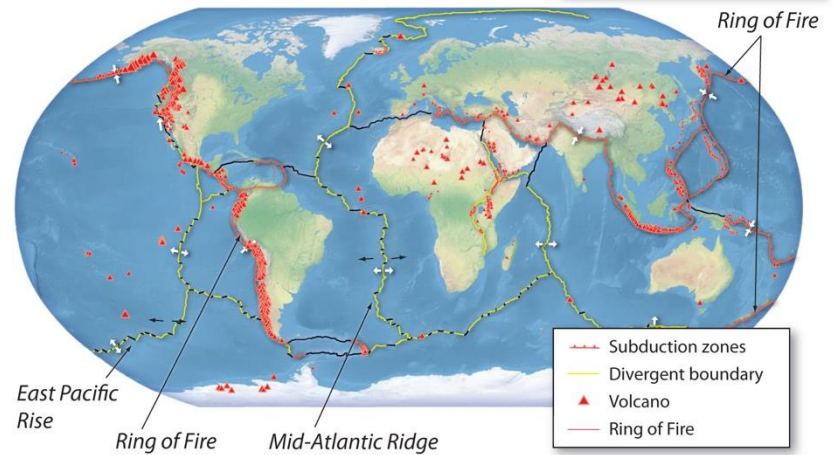 Ring of Fire
East Pacific
Rise
Ring of Fire
Mid-Atlantic Ridge
Subduction zones
Divergent boundary
Volcano
Ring of Fire